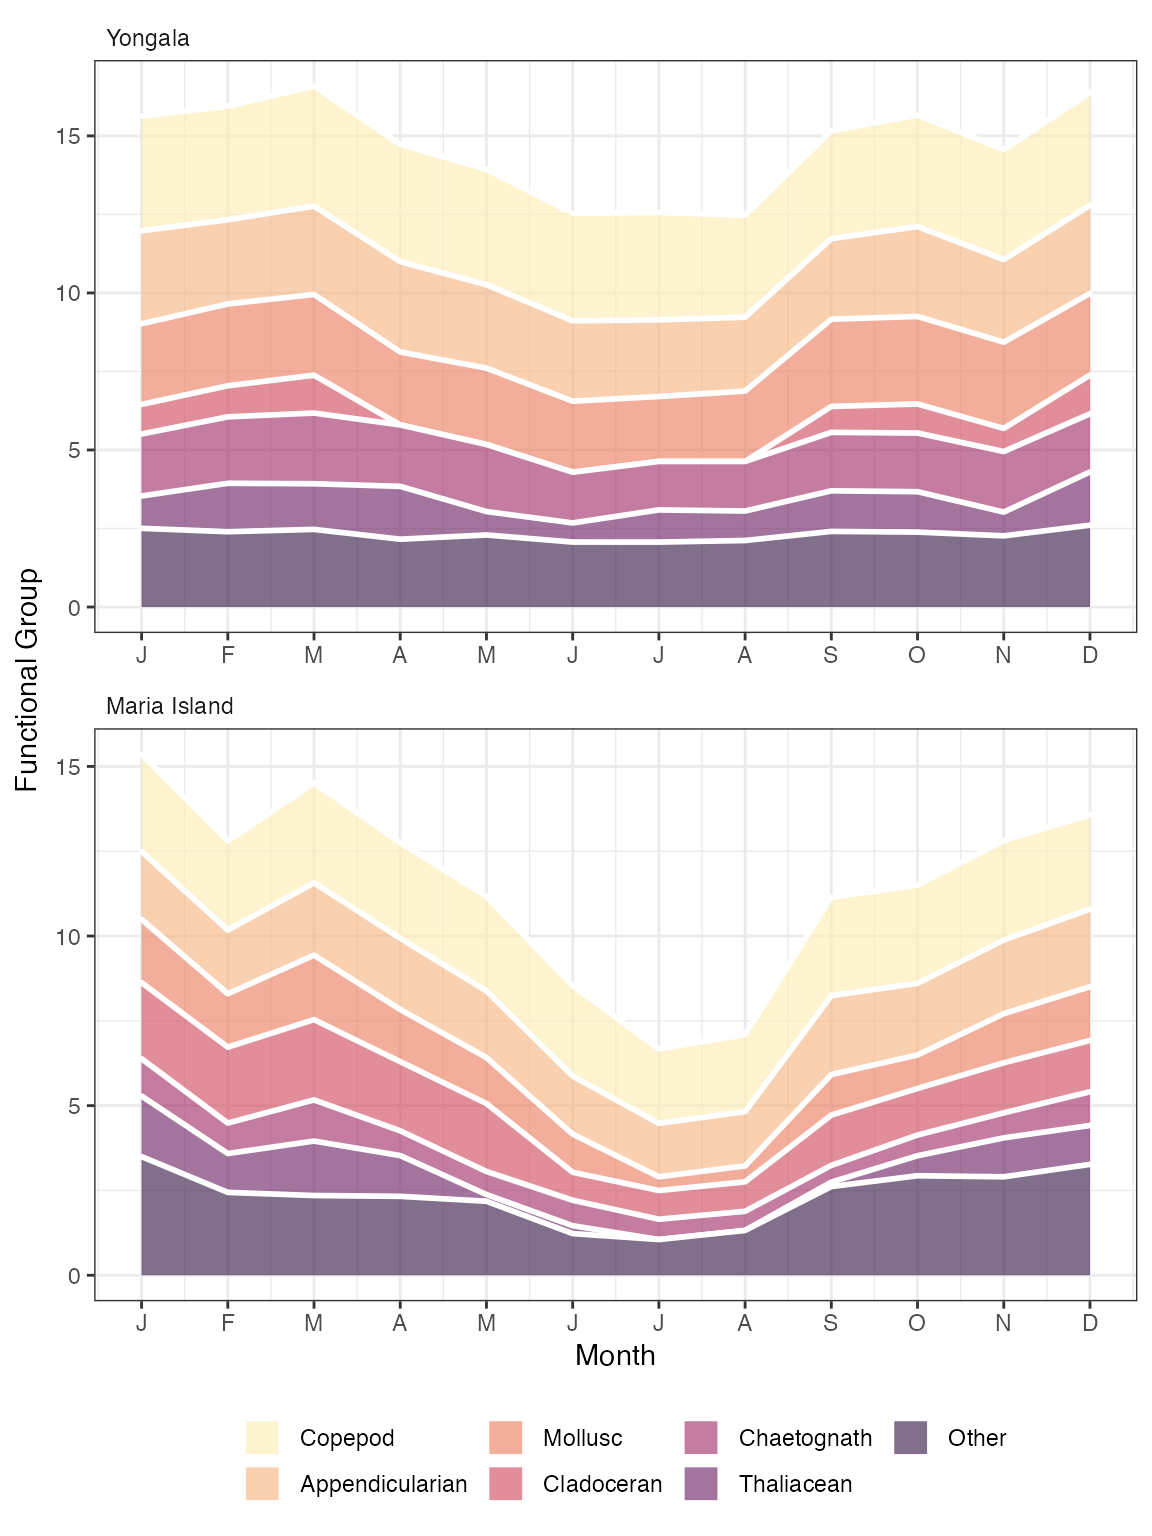 Yongala
15
10
5
0
J F M A M J J A S O N D
Functional Group
Maria Island
15
10
5
0
J F M A M J J A S O N D
Month
Copepod Mollusc Chaetognath Other
Appendicularian Cladoceran Thaliacean